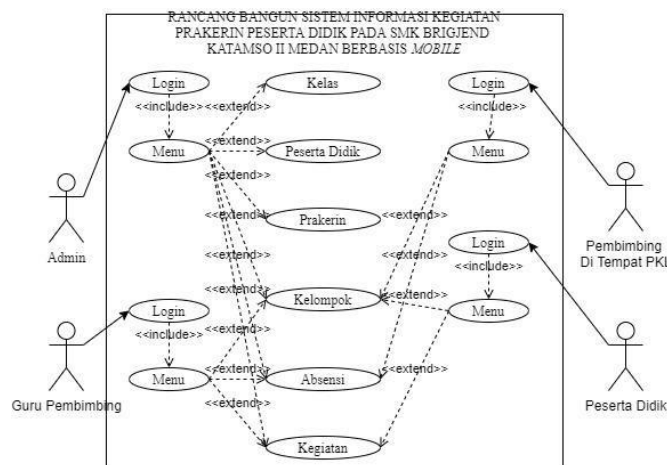 RANCANG BANGUN SISTEM INFORMASI KEGIATAN
PRAKERIN PESERTA DIDIK PADA SMK BRIGJEND
KATAMSO II MEDAN BERBASIS MOBILE
Login
Kelas
Login
<<include>>
<<extend>>
<<include>>
<<extend>>
Menu
Peserta Didik
Menu
<<extend>>
<<extend>>
Prakerin
<<extend>>
Login
Pembimbing
Di Tempat PKL
Admin
<<extend>>
<<include>>
<<extend>>
Kelompok
<<extend>>
Login
Menu
<<extend>>
<<include>>
<<extend>>
Absensi
<<extend>>
Menu
<<extend>>
Guru Pembimbing
Peserta Didik
Kegiatan